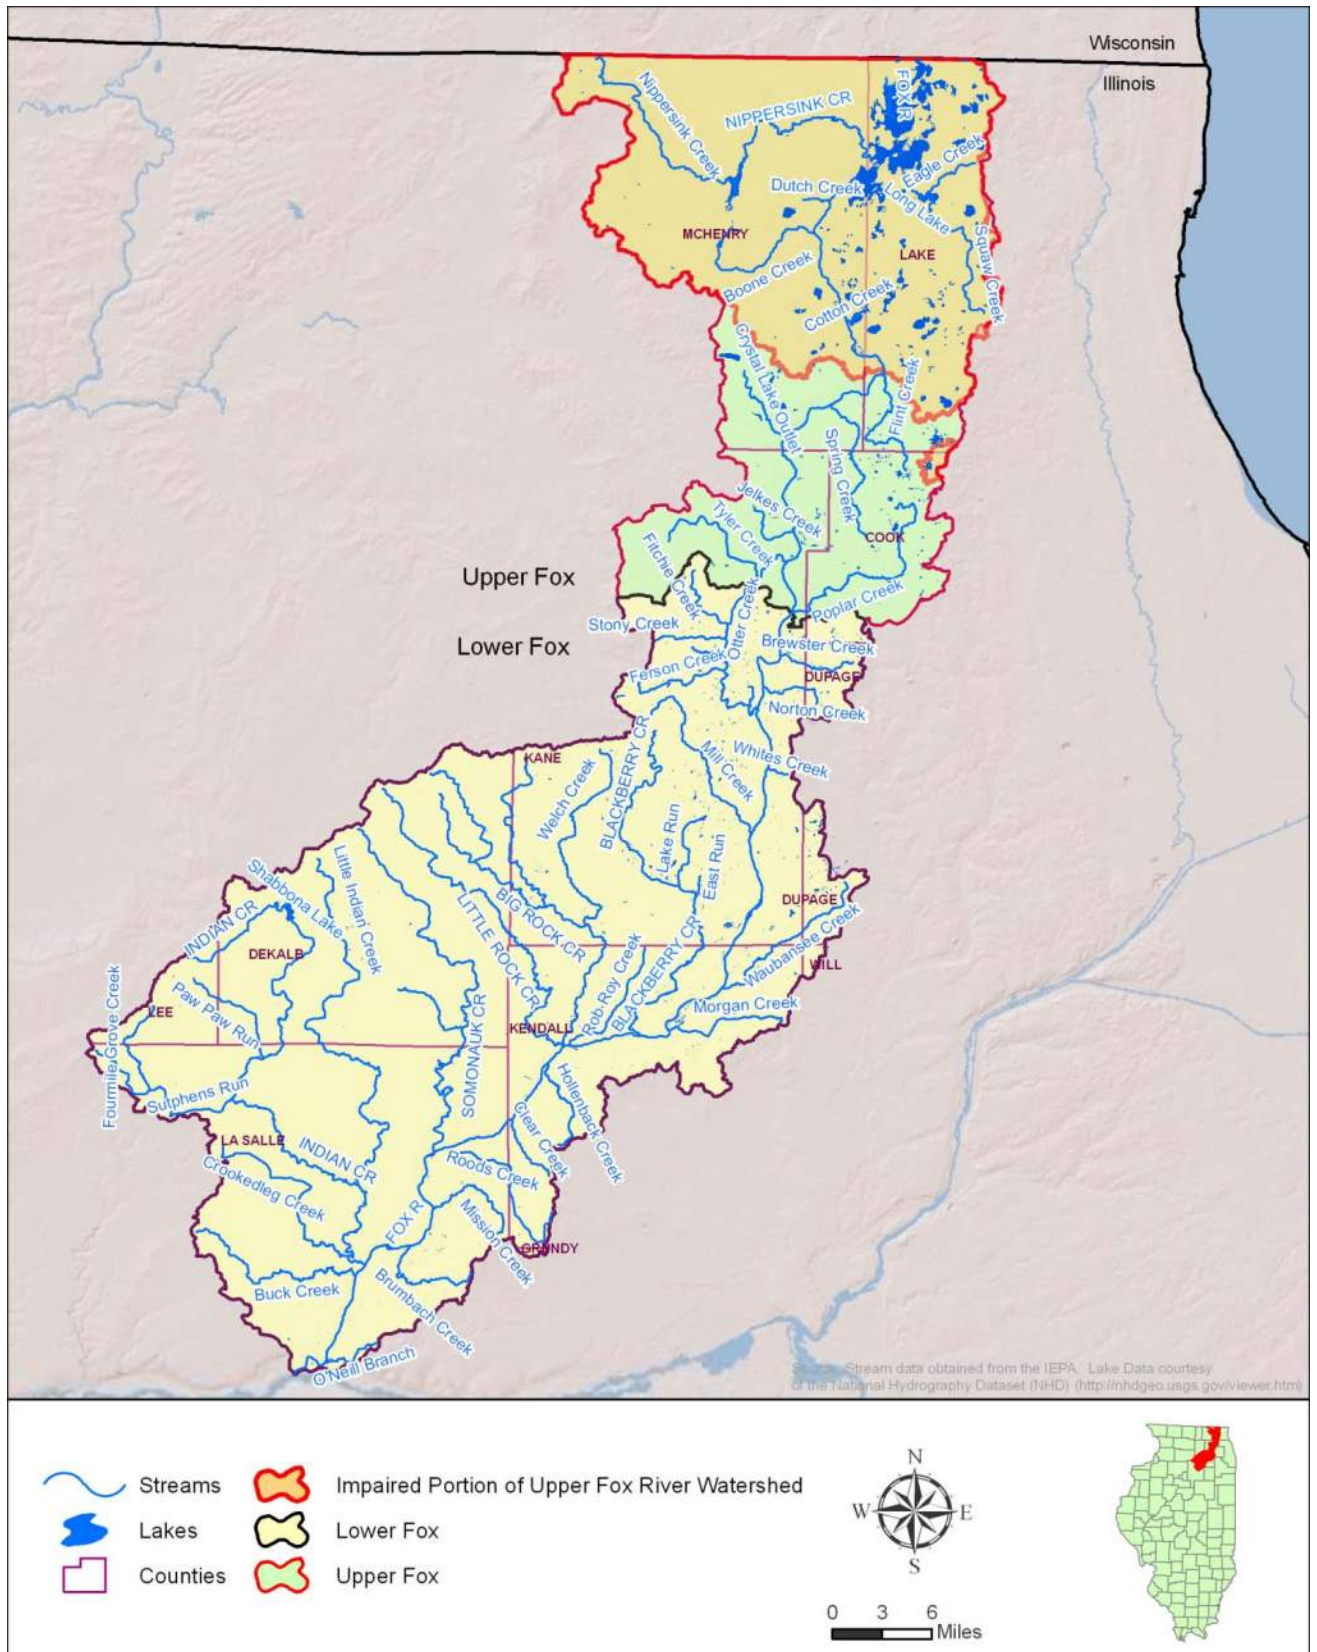 Wisconsin
Illinois
FOX R
Nippersink Creek
NIPPERSINK CR
Eagle Creek
Dutch Creek
Long Lake
MCHENRY
LAKE
Squaw Creek
Boone Creek
Cotton Creek
Crystal Lake Outlet
Flint Creek
Spring Creek
Jelkes Creek
Tyler Creek
COOK
Fitchie Creek
Upper Fox
Otter Creek
Poplar Creek
Stony Creek
Lower Fox
Brewster Creek
Ferson Creek
DUPAGE
Norton Creek
BLACKBERRY CR
KANE
Mill Creek
Whites Creek
Welch Creek
Lake Run
East Run
Little Indian Creek
Shabbona Lake
BIG ROCK CR
LITTLE ROCK CR
DUPAGE
INDIAN CR
DEKALB
Rob Roy Creek
BLACKBERRY CR
Waubansee Creek
WILL
Fourmile Grove Creek
LEE
Paw Paw Run
SOMONAUK CR
KENDALL
Morgan Creek
Sutphens Run
Hollenback Creek
Clear Creek
LA SALLE
INDIAN CR
Roods Creek
Crookedleg Creek
FOX R
Mission Creek
GRUNDY
Buck Creek
Brumbach Creek
O'Neill Branch
Source: Stream data obtained from the IEPA. Lake Data courtesy
of the National Hydrography Dataset (NHD) (http://nhdgeo.usgs.gov/viewer.htm)
Streams
Impaired Portion of Upper Fox River Watershed
Lakes
Lower Fox
Counties
Upper Fox
N
W
E
S
0 3 6
Miles